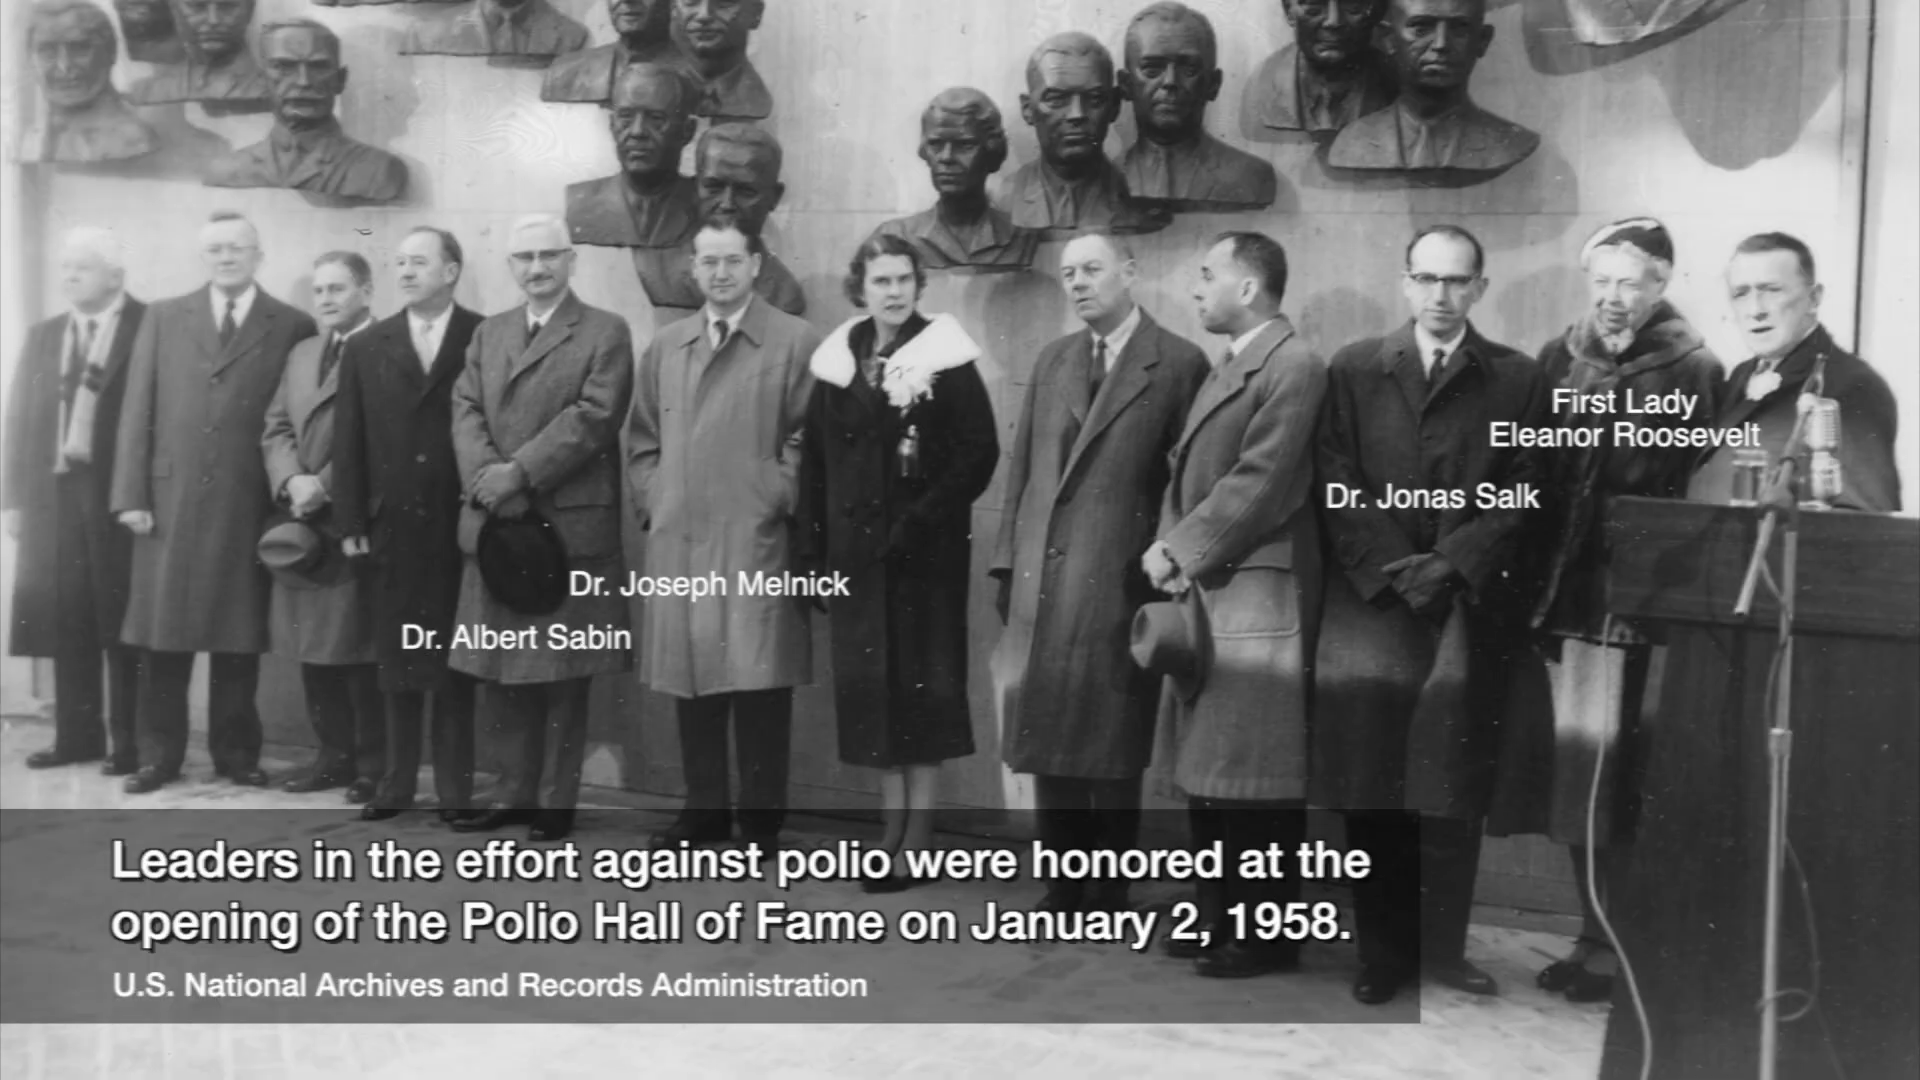 First Lady
Eleanor Roosevelt
Dr. Jonas Salk
Dr. Joseph Melnick
Dr. Albert Sabin
Leaders in the effort against polio were honored at the
opening of the Polio Hall of Fame on January 2, 1958.
U.S. National Archives and Records Administration